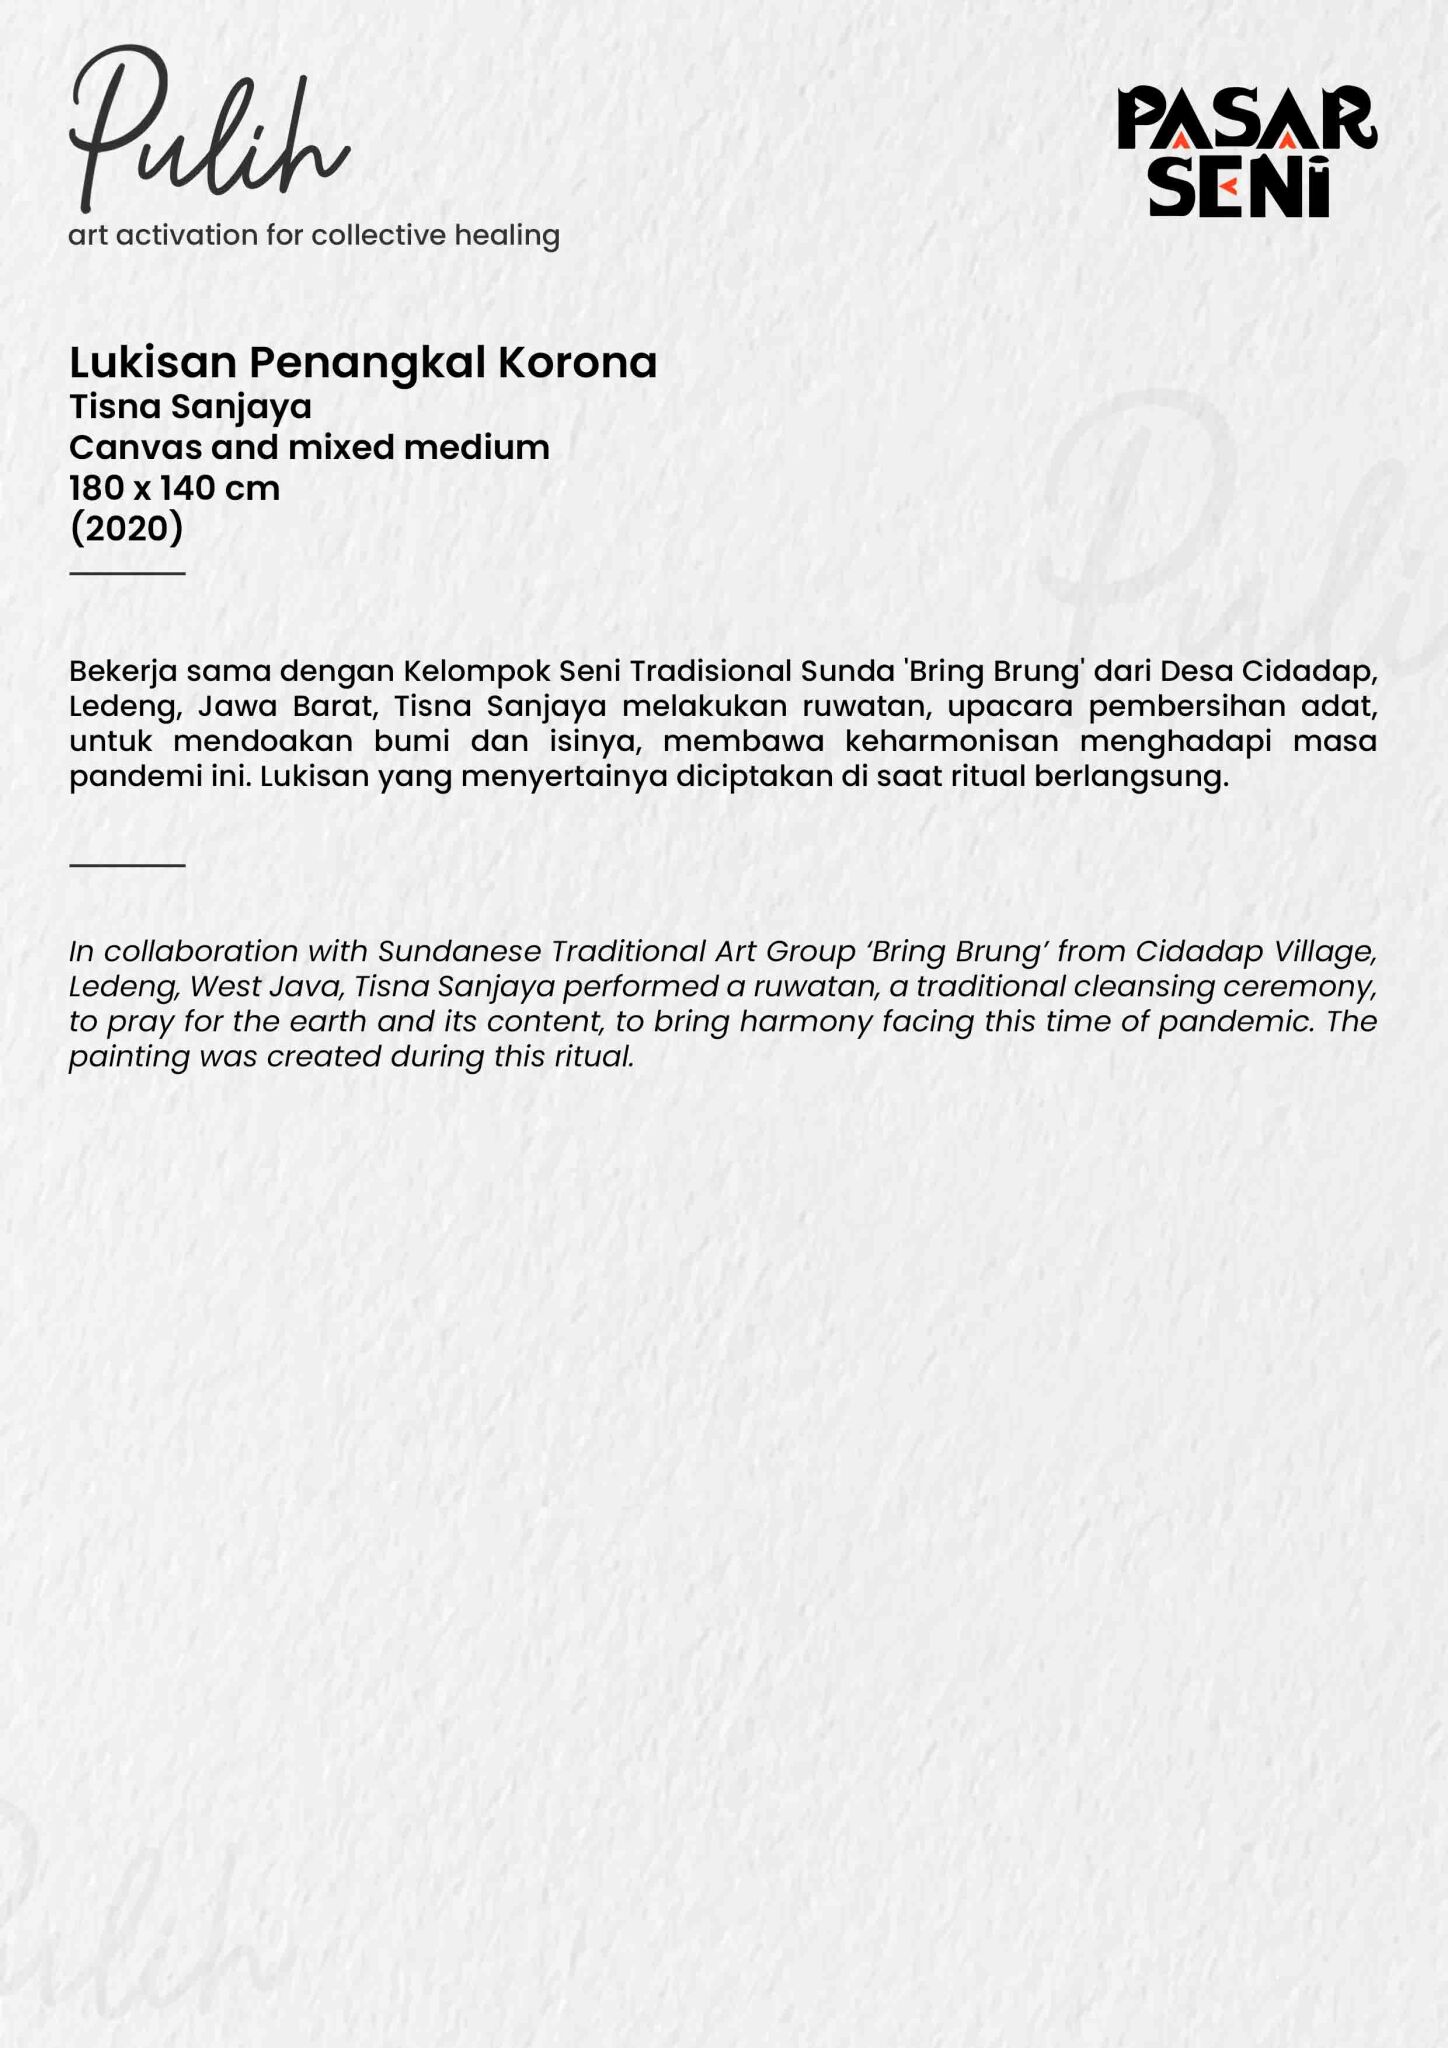 Pulih
art activation for collective healing
PASAR
SENi
Lukisan Penangkal Korona
Tisna Sanjaya
Canvas and mixed medium
180 x 140 cm
(2020)
Bekerja sama dengan Kelompok Seni Tradisional Sunda 'Bring Brung' dari Desa Cidadap,
Ledeng, Jawa Barat, Tisna Sanjaya melakukan ruwatan, upacara pembersihan adat,
untuk mendoakan bumi dan isinya, membawa keharmonisan menghadapi masa
pandemi ini. Lukisan yang menyertainya diciptakan di saat ritual berlangsung.
In collaboration with Sundanese Traditional Art Group ‘Bring Brung’ from Cidadap Village,
Ledeng, West Java, Tisna Sanjaya performed a ruwatan, a traditional cleansing ceremony,
to pray for the earth and its content, to bring harmony facing this time of pandemic. The
painting was created during this ritual.
Puli
Pulih